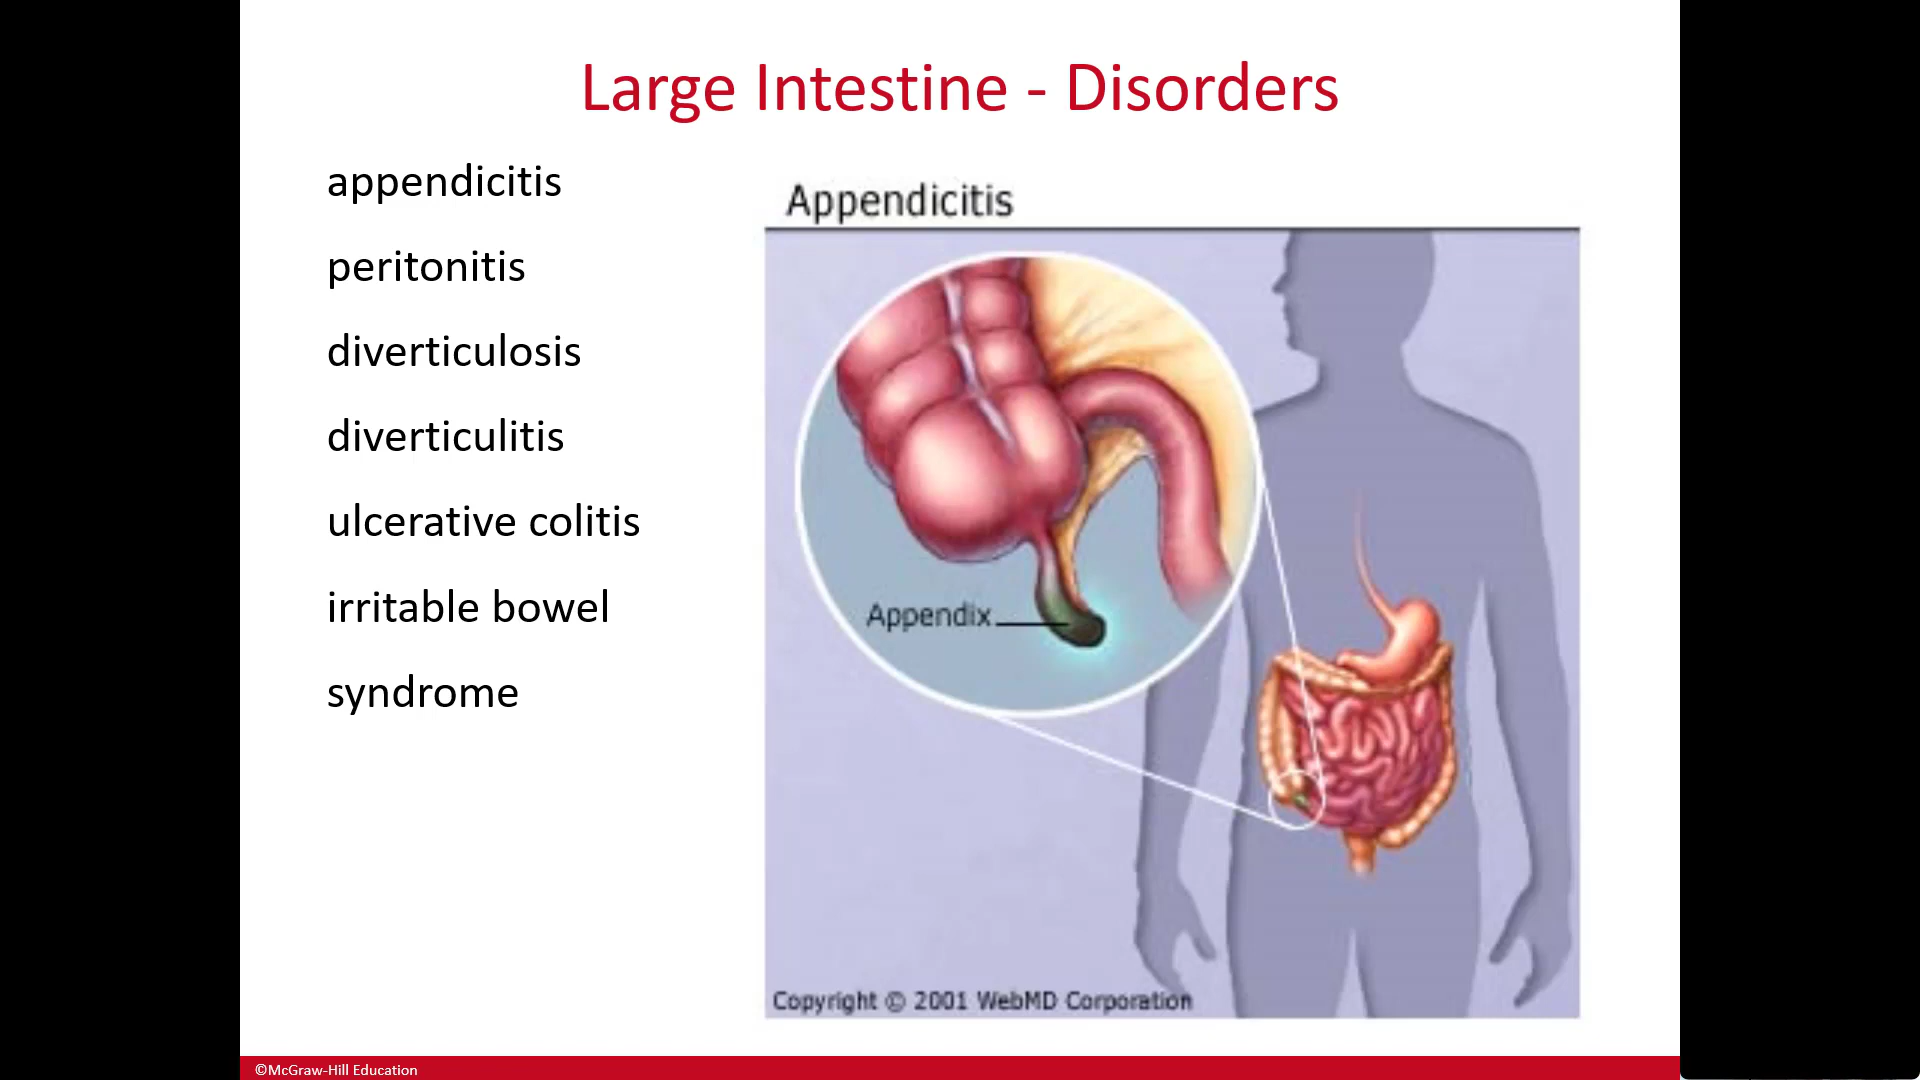 Large Intestine - Disorders
appendicitis
peritonitis
diverticulosis
diverticulitis
ulcerative colitis
irritable bowel
syndrome
Appendicitis
Appendix
Copyright © 2001 WebMD Corporation
©McGraw-Hill Education